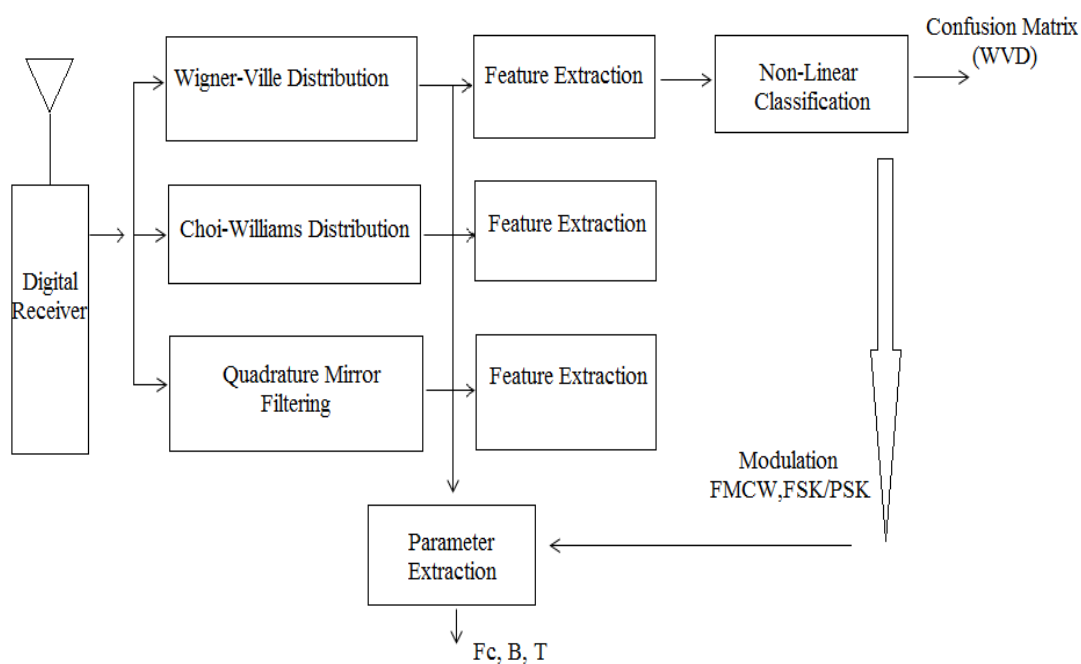 Confusion Matrix
(WVD)
Wigner-Ville Distribution
Feature Extraction
Non-Linear
Classification
Choi-Williams Distribution
Feature Extraction
Digital
Receiver
Quadrature Mirror
Filtering
Feature Extraction
Modulation
FMCW,FSK/PSK
Parameter
Extraction
Fc, B, T